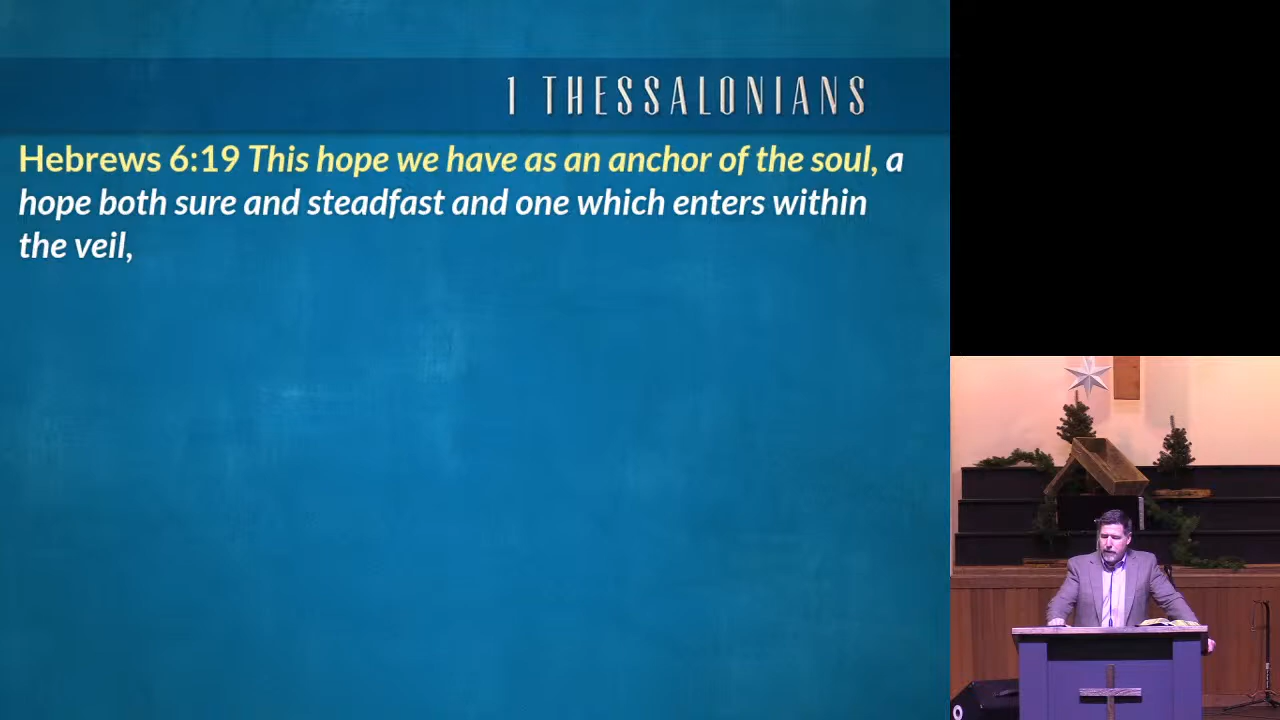 1 THESSALONIANS
Hebrews 6:19 This hope we have as an anchor of the soul, a
hope both sure and steadfast and one which enters within
the veil,